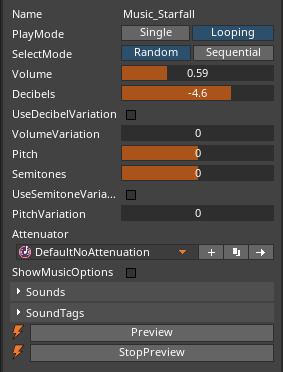 Name Music_Starfall
PlayMode Single Looping
SelectMode Random Sequential
Volume 0.59
Decibels -4.6
UseDecibelVariation
VolumeVariation 0
Pitch 0
Semitones 0
UseSemitoneVaria...
PitchVariation 0
Attenuator
DefaultNoAttenuation
ShowMusicOptions
Sounds
SoundTags
Preview
StopPreview